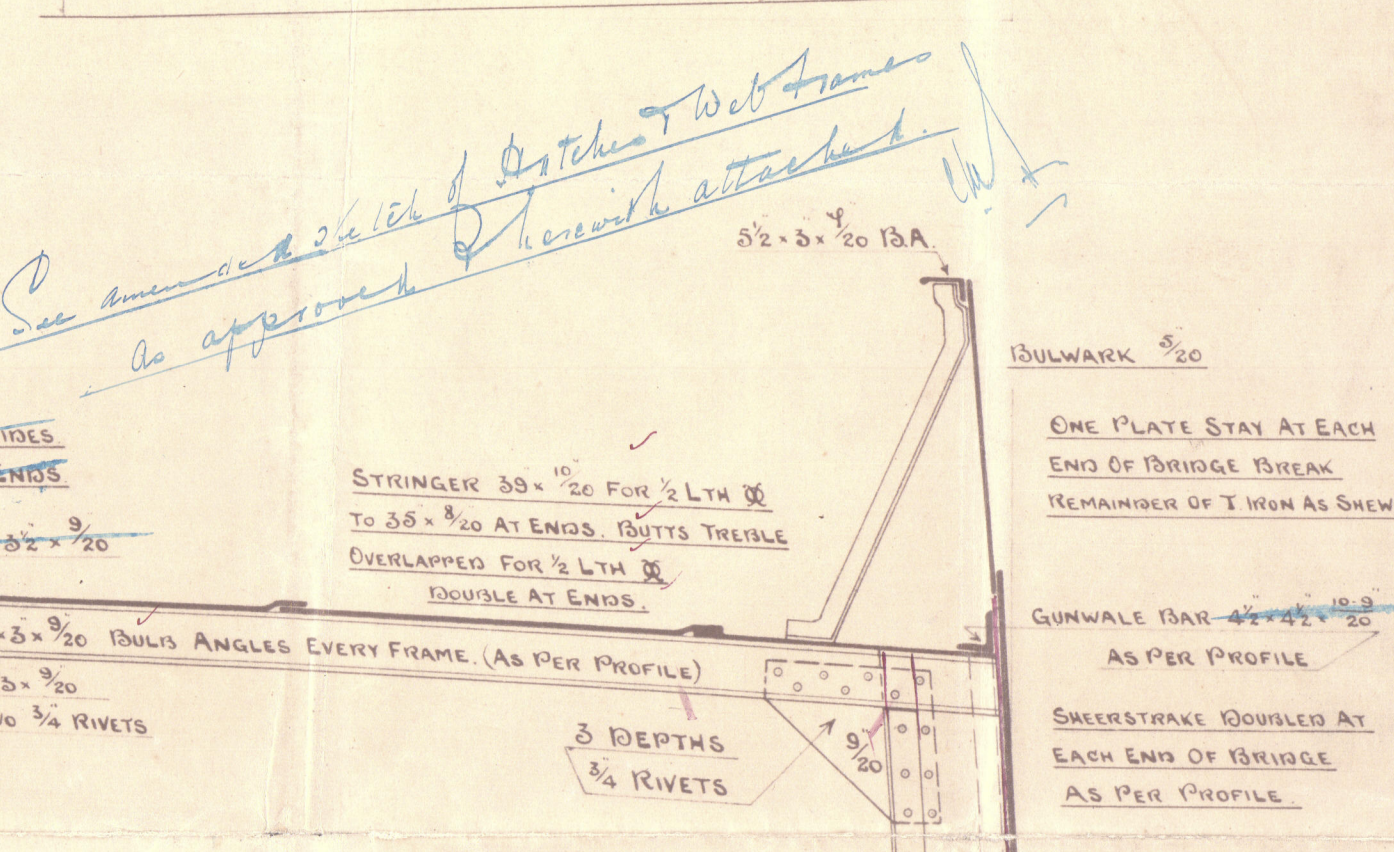 See amended sketch of Hatches & Web frames
as approved & herewith attached.
5½" × 3" × 9/20 B.A.
BULWARK 5/20"
ONE PLATE STAY AT EACH
END OF BRIDGE BREAK
REMAINDER OF T. IRON AS SHEW
IDES.
ENDS.
3½" × 9/20
STRINGER 39 × 10/20" FOR ½ LTH
TO 35 × 8/20" AT ENDS. BUTTS TREBLE
OVERLAPPED FOR ½ LTH
DOUBLE AT ENDS.
× 3" × 9/20" BULB ANGLES EVERY FRAME. (AS PER PROFILE)
3 × 9/20"
¾" RIVETS
3 DEPTHS
¾" RIVETS
9/20"
GUNWALE BAR 4½" × 4½" × 10-9/20"
AS PER PROFILE
SHEERSTRAKE DOUBLED AT
EACH END OF BRIDGE
AS PER PROFILE.